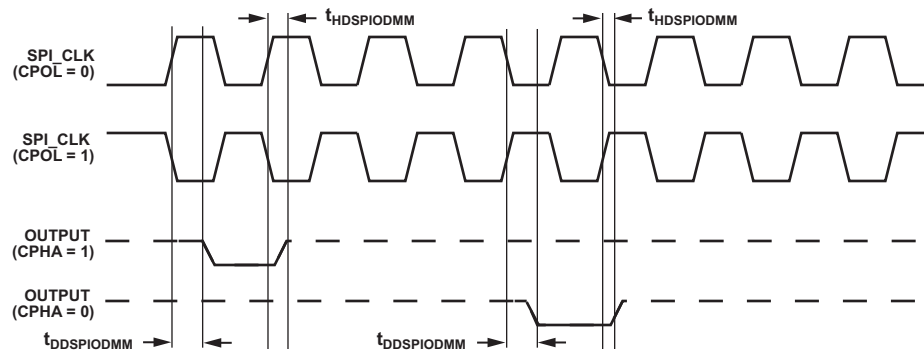 tHDSPIODMM tHDSPIODMM
SPI_CLK
(CPOL = 0)
SPI_CLK
(CPOL = 1)
OUTPUT
(CPHA = 1)
OUTPUT
(CPHA = 0)
tDDSPIODMM tDDSPIODMM